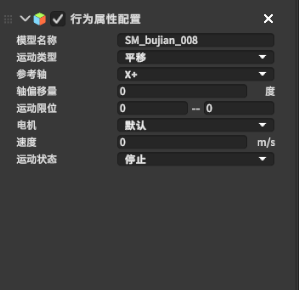 行为属性配置
模型名称 SM_bujian_008
运动类型 平移
参考轴 X+
轴偏移量 0 度
运动限位 0 -- 0
电机 默认
速度 0 m/s
运动状态 停止